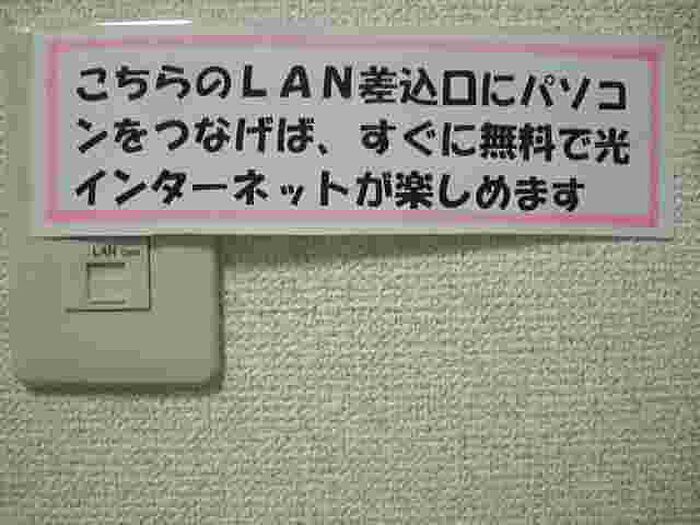 こちらのＬＡＮ差込口にパソコ
ンをつなげば、すぐに無料で光
インターネットが楽しめます
LAN